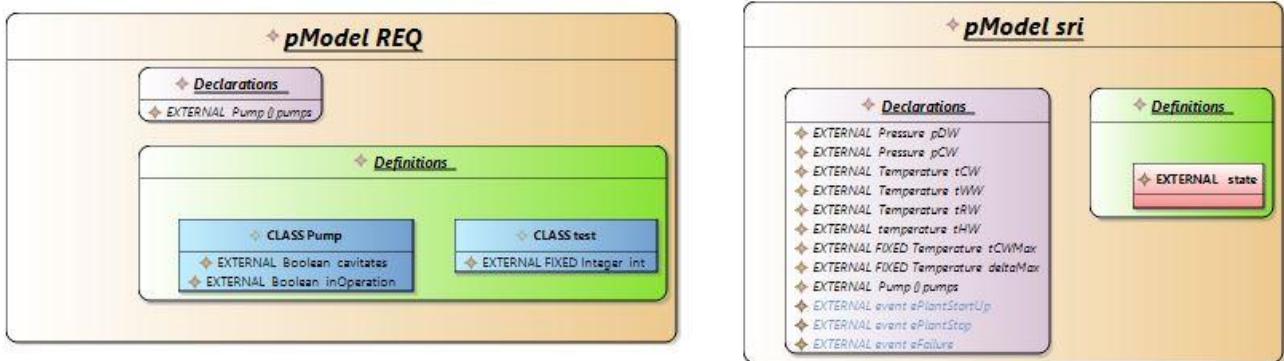 pModel REQ
Declarations
EXTERNAL Pump {} pumps
Definitions
CLASS Pump
EXTERNAL Boolean cavitates
EXTERNAL Boolean inOperation
CLASS test
EXTERNAL FIXED Integer int
pModel sri
Declarations
EXTERNAL Pressure pDW
EXTERNAL Pressure pCW
EXTERNAL Temperature tCW
EXTERNAL Temperature tWW
EXTERNAL Temperature tRW
EXTERNAL temperature tHW
EXTERNAL FIXED Temperature tCWMax
EXTERNAL FIXED Temperature deltaMax
EXTERNAL Pump {} pumps
EXTERNAL event ePlantStartUp
EXTERNAL event ePlantStop
EXTERNAL event eFailure
Definitions
EXTERNAL state